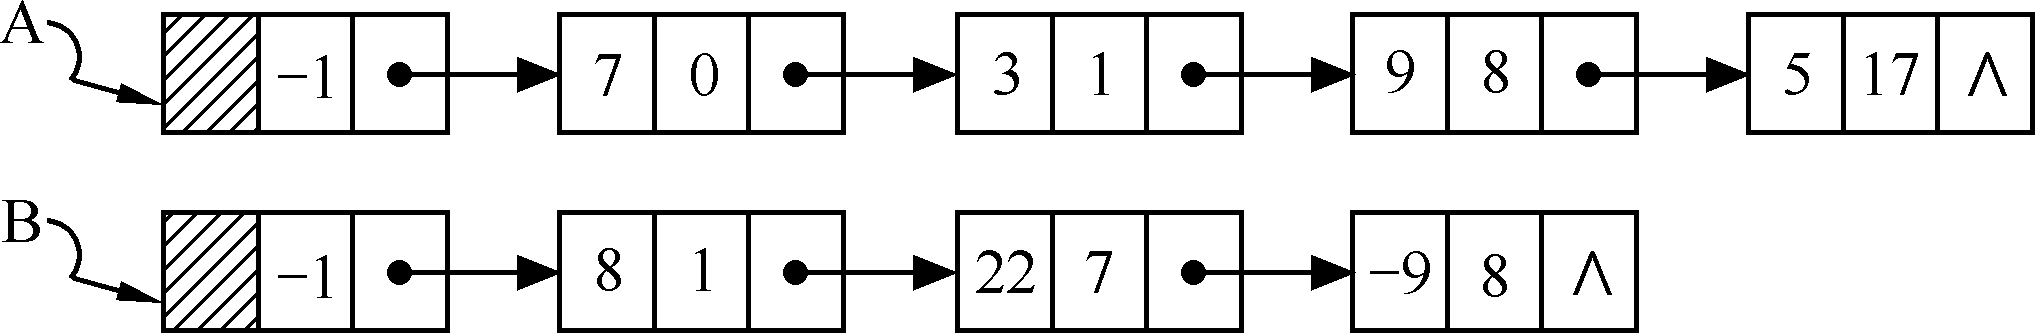 A −1 7 0 3 1 9 8 5 17 ∧
B −1 8 1 22 7 −9 8 ∧